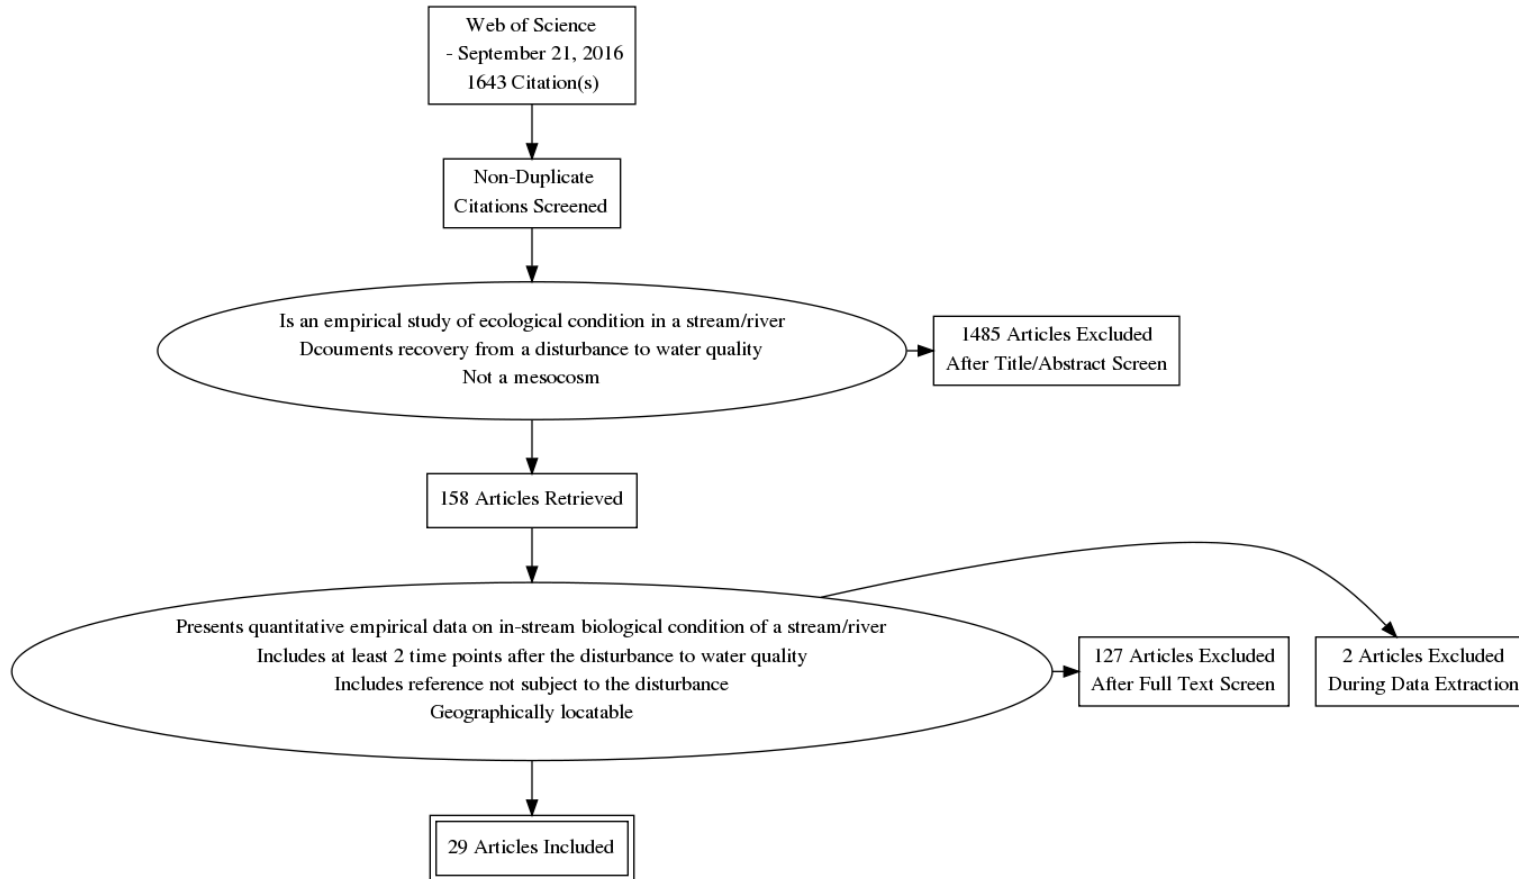 Web of Science
- September 21, 2016
1643 Citation(s)
Non-Duplicate
Citations Screened
Is an empirical study of ecological condition in a stream/river
Dcouments recovery from a disturbance to water quality
Not a mesocosm
1485 Articles Excluded
After Title/Abstract Screen
158 Articles Retrieved
Presents quantitative empirical data on in-stream biological condition of a stream/river
Includes at least 2 time points after the disturbance to water quality
Includes reference not subject to the disturbance
Geographically locatable
127 Articles Excluded
After Full Text Screen
2 Articles Excluded
During Data Extraction
29 Articles Included